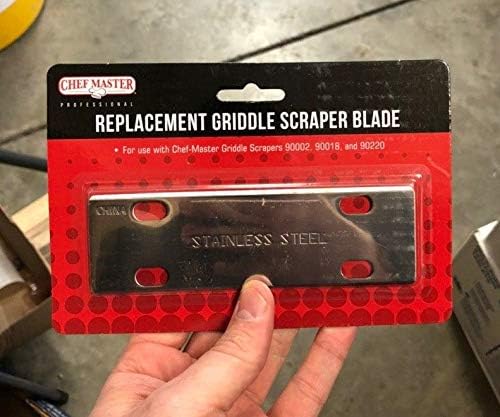 CHEF MASTER
PROFESSIONAL
REPLACEMENT GRIDDLE SCRAPER BLADE
• For use with Chef-Master Griddle Scrapers 90002, 90018, and 90220
CHINA
STAINLESS STEEL